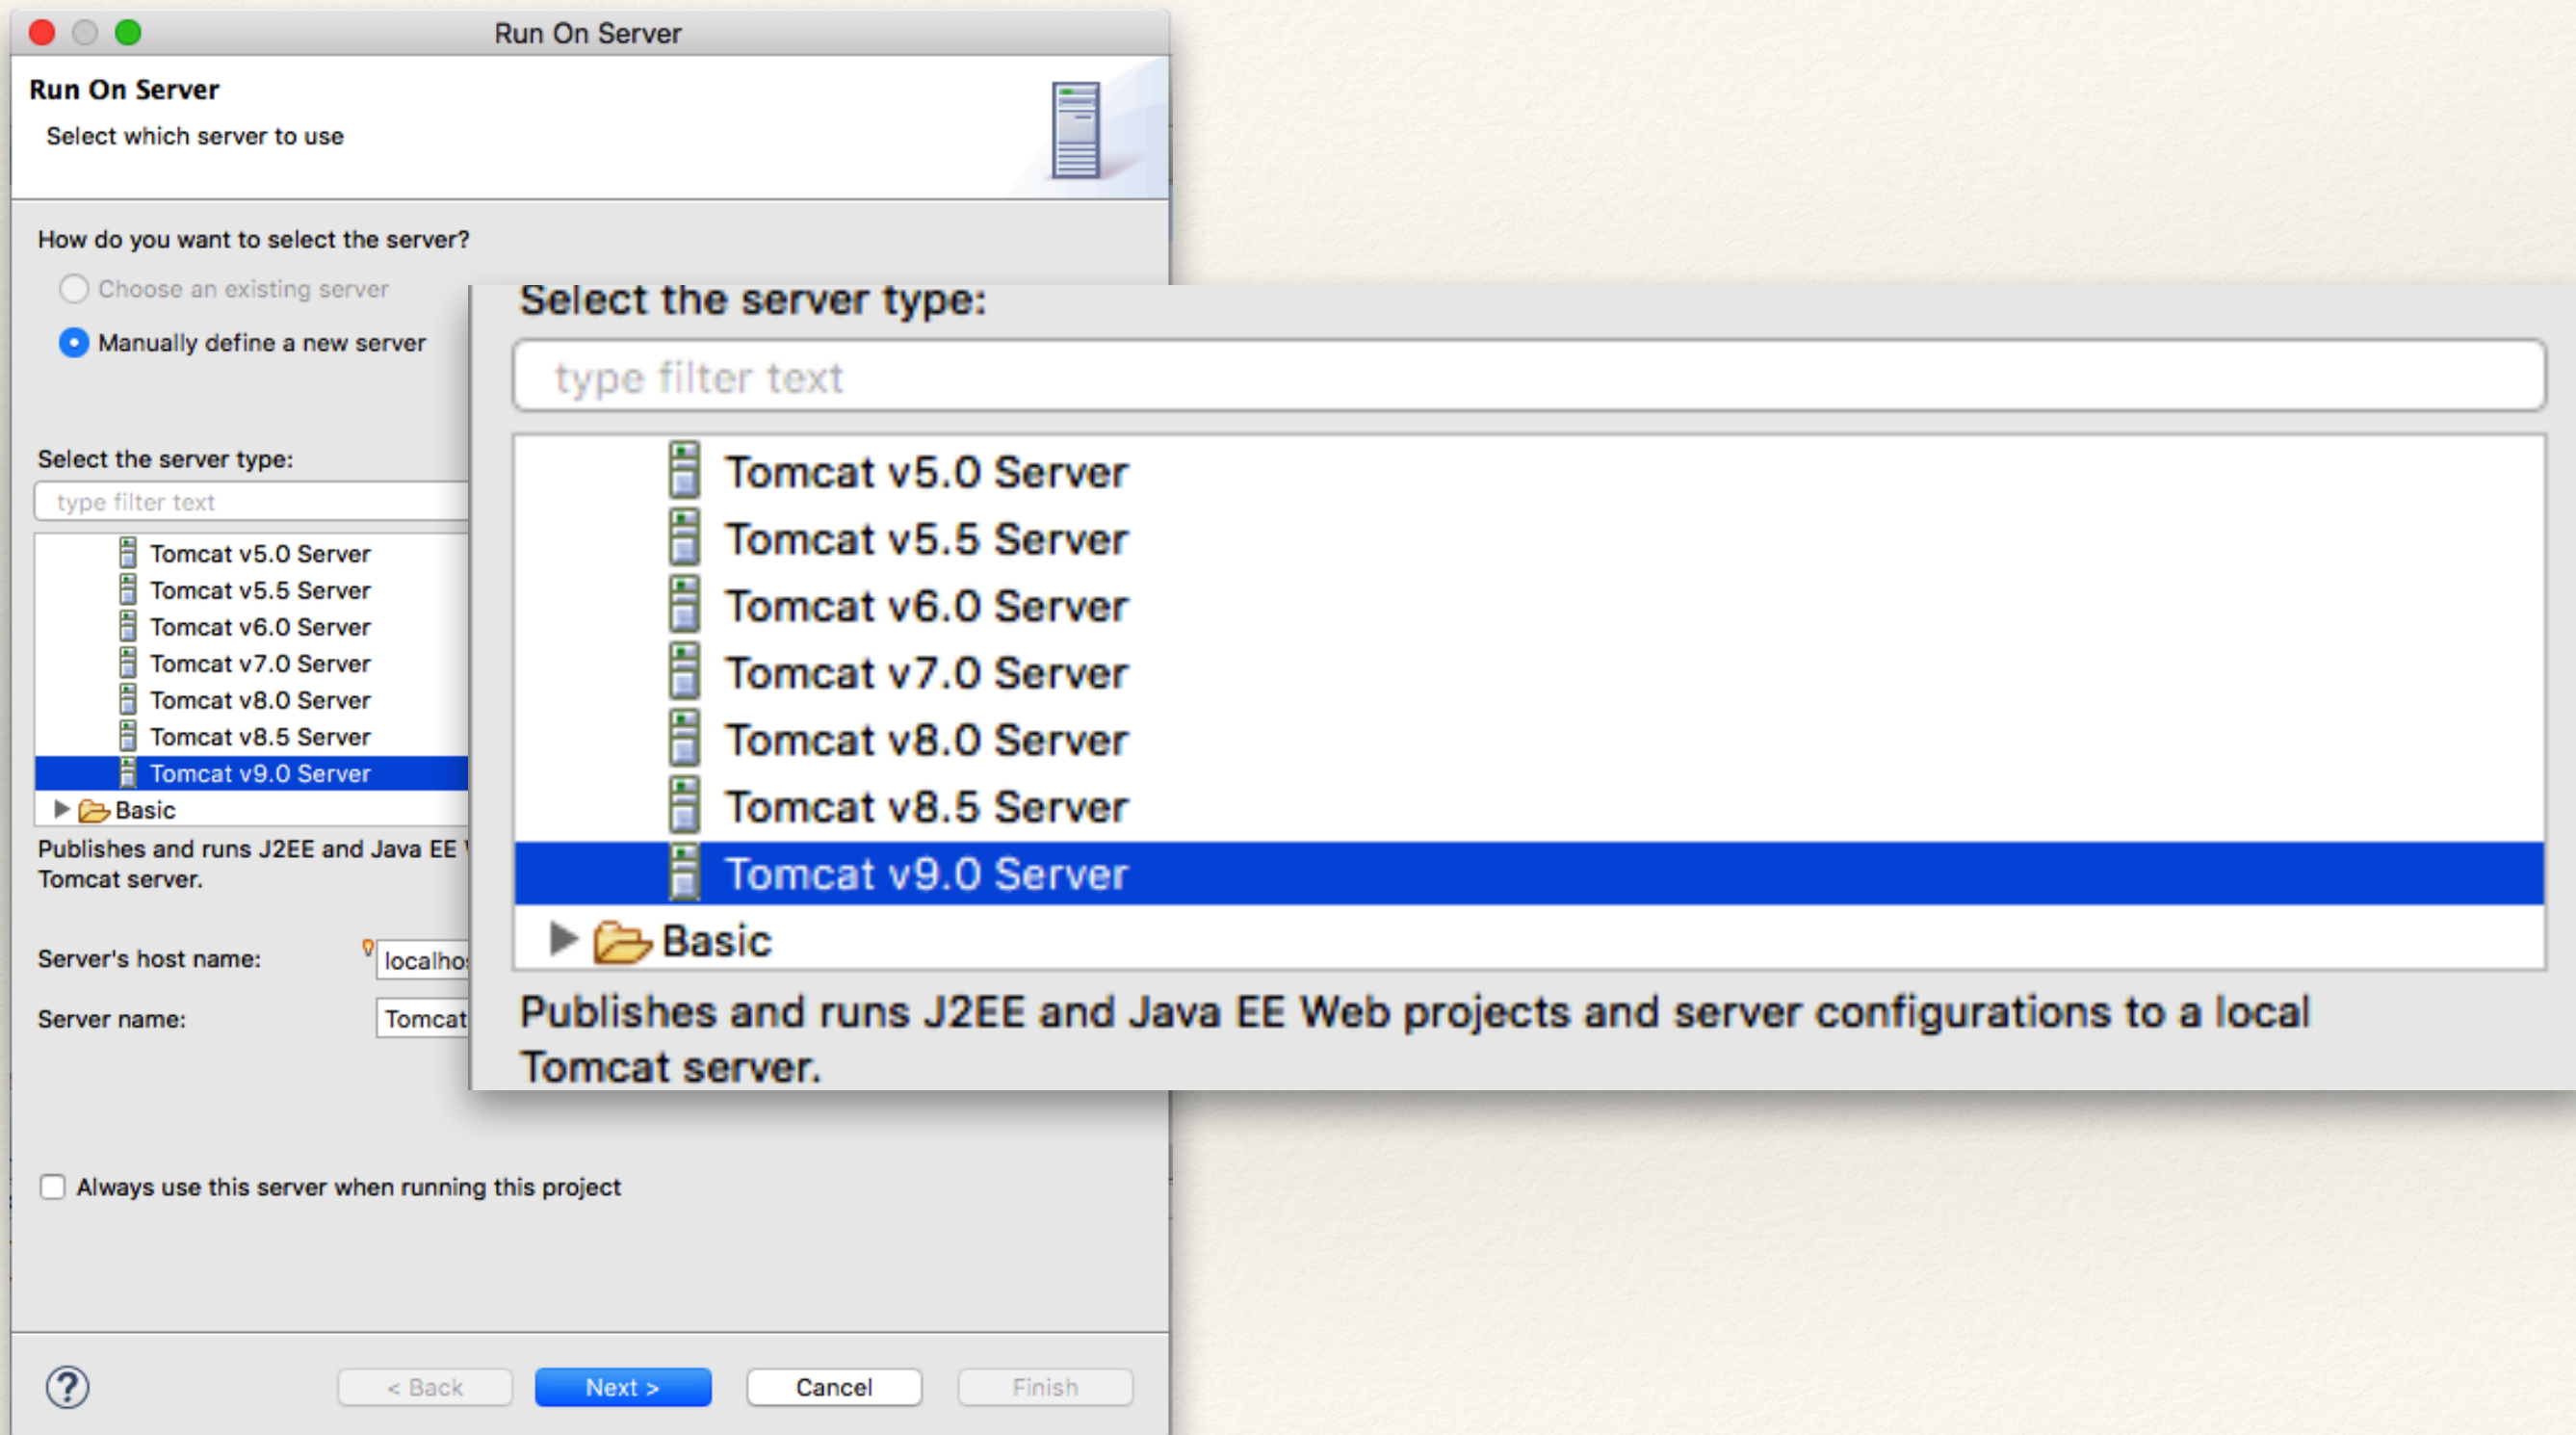 Run On Server
Run On Server
Select which server to use
How do you want to select the server?
Choose an existing server
Manually define a new server
Select the server type:
type filter text
Tomcat v5.0 Server
Tomcat v5.5 Server
Tomcat v6.0 Server
Tomcat v7.0 Server
Tomcat v8.0 Server
Tomcat v8.5 Server
Tomcat v9.0 Server
Basic
Publishes and runs J2EE and Java EE
Tomcat server.
Server's host name:
Server name: Tomcat
Select the server type:
type filter text
Tomcat v5.0 Server
Tomcat v5.5 Server
Tomcat v6.0 Server
Tomcat v7.0 Server
Tomcat v8.0 Server
Tomcat v8.5 Server
Tomcat v9.0 Server
Basic
Publishes and runs J2EE and Java EE Web projects and server configurations to a local
Tomcat server.
Always use this server when running this project
? < Back Next > Cancel Finish